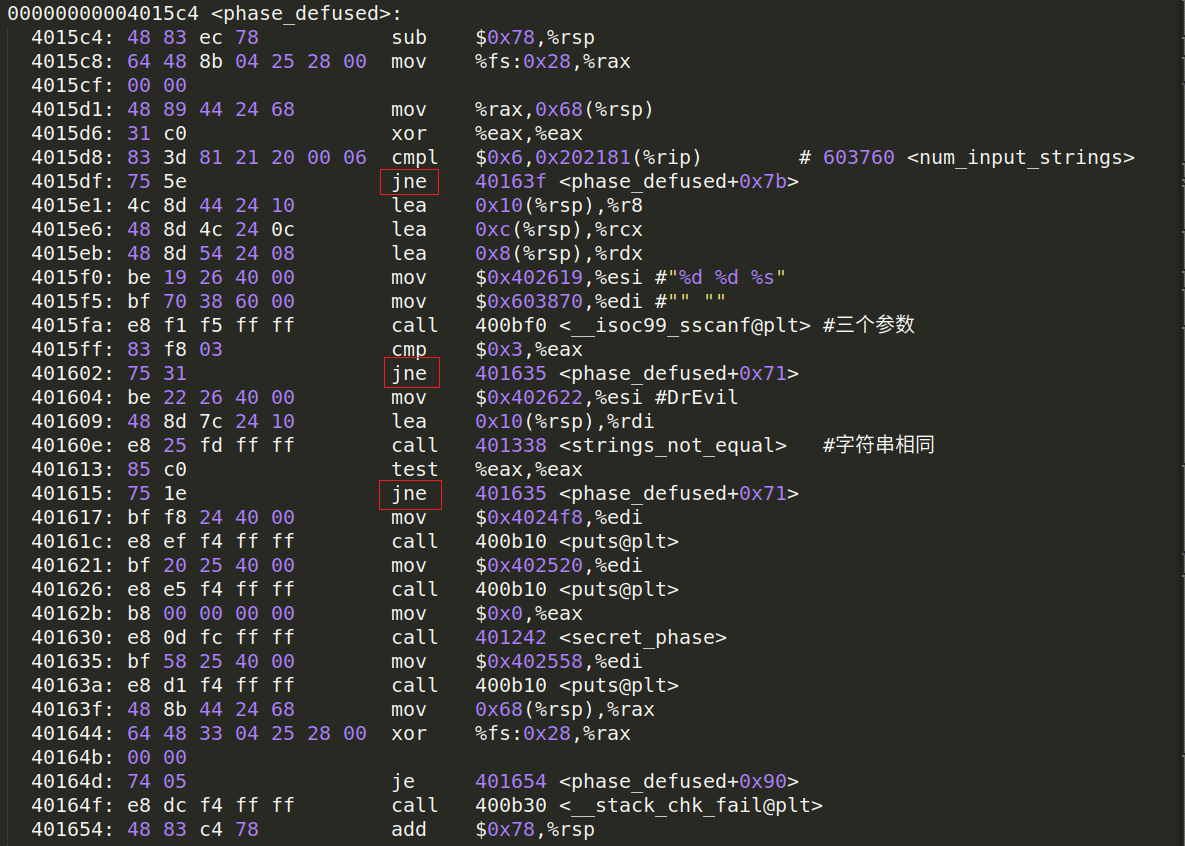 00000000004015c4 <phase_defused>:
4015c4: 48 83 ec 78 sub $0x78,%rsp
4015c8: 64 48 8b 04 25 28 00 mov %fs:0x28,%rax
4015cf: 00 00
4015d1: 48 89 44 24 68 mov %rax,0x68(%rsp)
4015d6: 31 c0 xor %eax,%eax
4015d8: 83 3d 81 21 20 00 06 cmpl $0x6,0x202181(%rip) # 603760 <num_input_strings>
4015df: 75 5e jne 40163f <phase_defused+0x7b>
4015e1: 4c 8d 44 24 10 lea 0x10(%rsp),%r8
4015e6: 48 8d 4c 24 0c lea 0xc(%rsp),%rcx
4015eb: 48 8d 54 24 08 lea 0x8(%rsp),%rdx
4015f0: be 19 26 40 00 mov $0x402619,%esi #"%d %d %s"
4015f5: bf 70 38 60 00 mov $0x603870,%edi #"" ""
4015fa: e8 f1 f5 ff ff call 400bf0 <__isoc99_sscanf@plt> #三个参数
4015ff: 83 f8 03 cmp $0x3,%eax
401602: 75 31 jne 401635 <phase_defused+0x71>
401604: be 22 26 40 00 mov $0x402622,%esi #DrEvil
401609: 48 8d 7c 24 10 lea 0x10(%rsp),%rdi
40160e: e8 25 fd ff ff call 401338 <strings_not_equal> #字符串相同
401613: 85 c0 test %eax,%eax
401615: 75 1e jne 401635 <phase_defused+0x71>
401617: bf f8 24 40 00 mov $0x4024f8,%edi
40161c: e8 ef f4 ff ff call 400b10 <puts@plt>
401621: bf 20 25 40 00 mov $0x402520,%edi
401626: e8 e5 f4 ff ff call 400b10 <puts@plt>
40162b: b8 00 00 00 00 mov $0x0,%eax
401630: e8 0d fc ff ff call 401242 <secret_phase>
401635: bf 58 25 40 00 mov $0x402558,%edi
40163a: e8 d1 f4 ff ff call 400b10 <puts@plt>
40163f: 48 8b 44 24 68 mov 0x68(%rsp),%rax
401644: 64 48 33 04 25 28 00 xor %fs:0x28,%rax
40164b: 00 00
40164d: 74 05 je 401654 <phase_defused+0x90>
40164f: e8 dc f4 ff ff call 400b30 <__stack_chk_fail@plt>
401654: 48 83 c4 78 add $0x78,%rsp